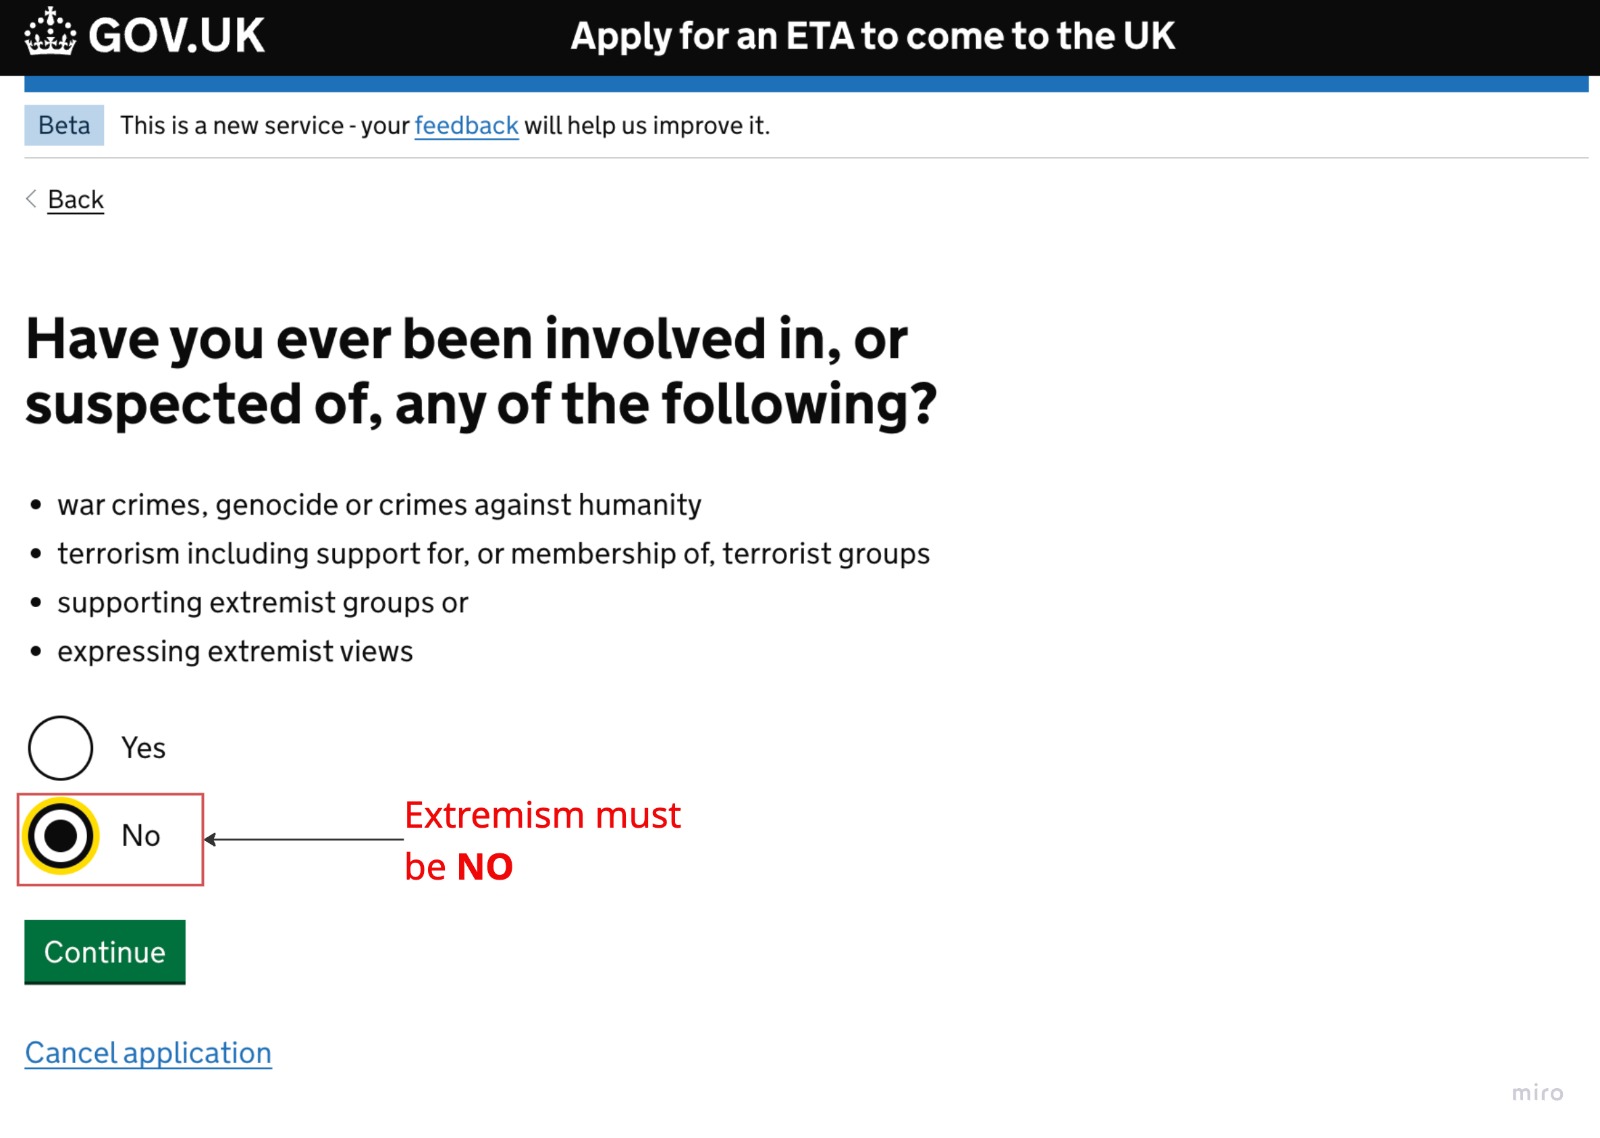 GOV.UK
Apply for an ETA to come to the UK
Beta
This is a new service - your feedback will help us improve it.
Back
Have you ever been involved in, or
suspected of, any of the following?
war crimes, genocide or crimes against humanity
terrorism including support for, or membership of, terrorist groups
supporting extremist groups or
expressing extremist views
Yes
No
Extremism must
be NO
Continue
Cancel application
miro